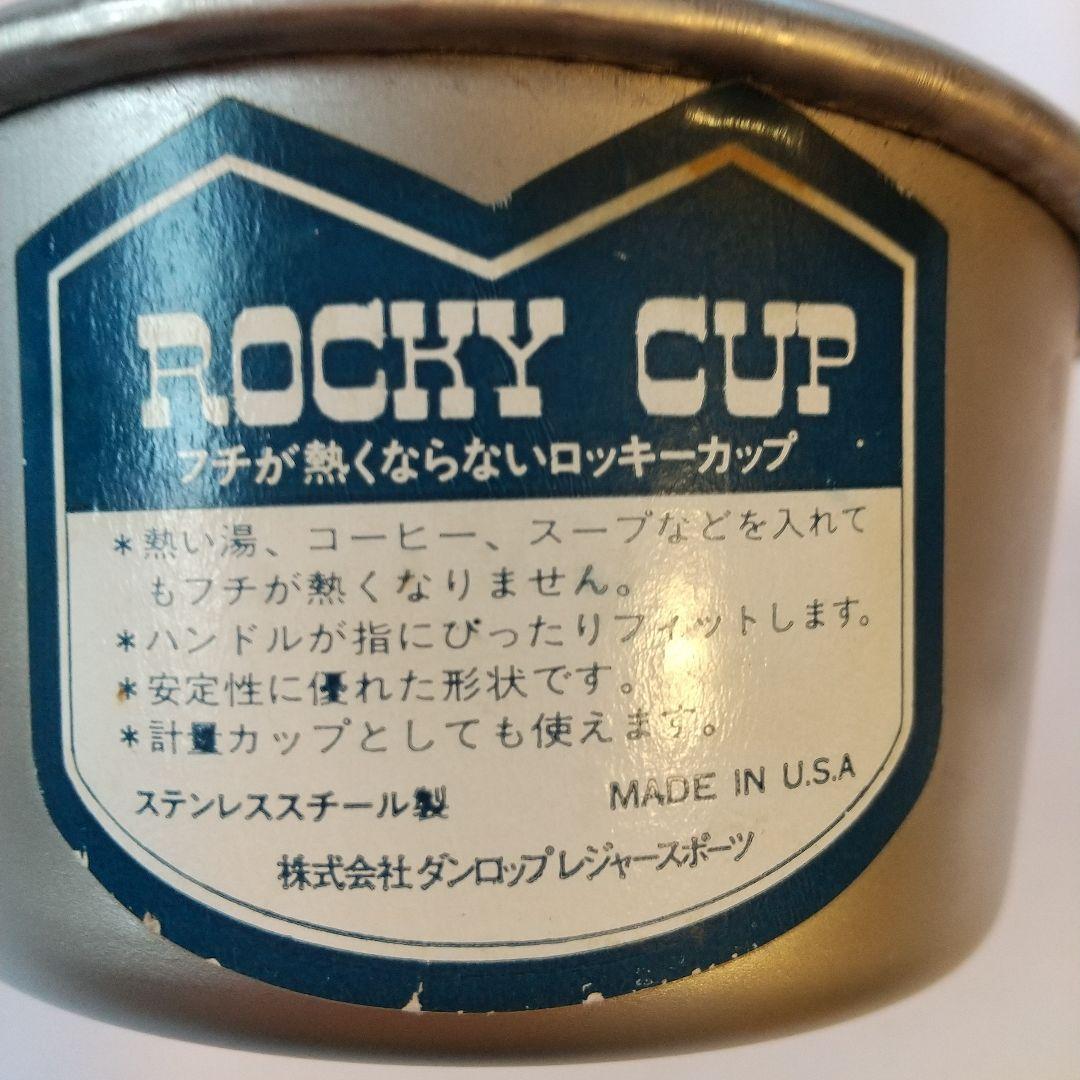 ROCKY CUP
フチが熱くならないロッキーカップ
*熱い湯、コーヒー、スープなどを入れて
もフチが熱くなりません。
*ハンドルが指にぴったりフィットします。
*安定性に優れた形状です。
*計量カップとしても使えます。
ステンレススチール製 MADE IN U.S.A
株式会社ダンロップレジャースポーツ